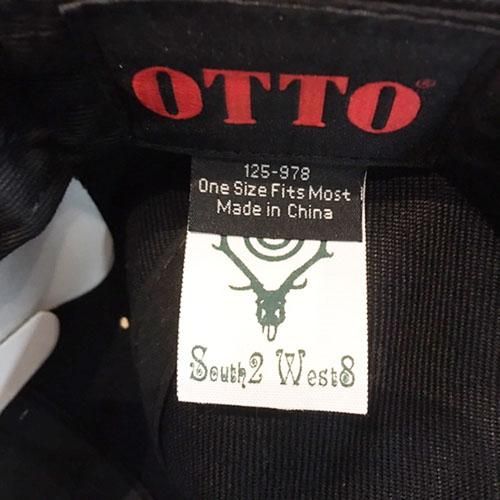 OTTO®
125-978
One Size Fits Most
Made in China
South2 West8